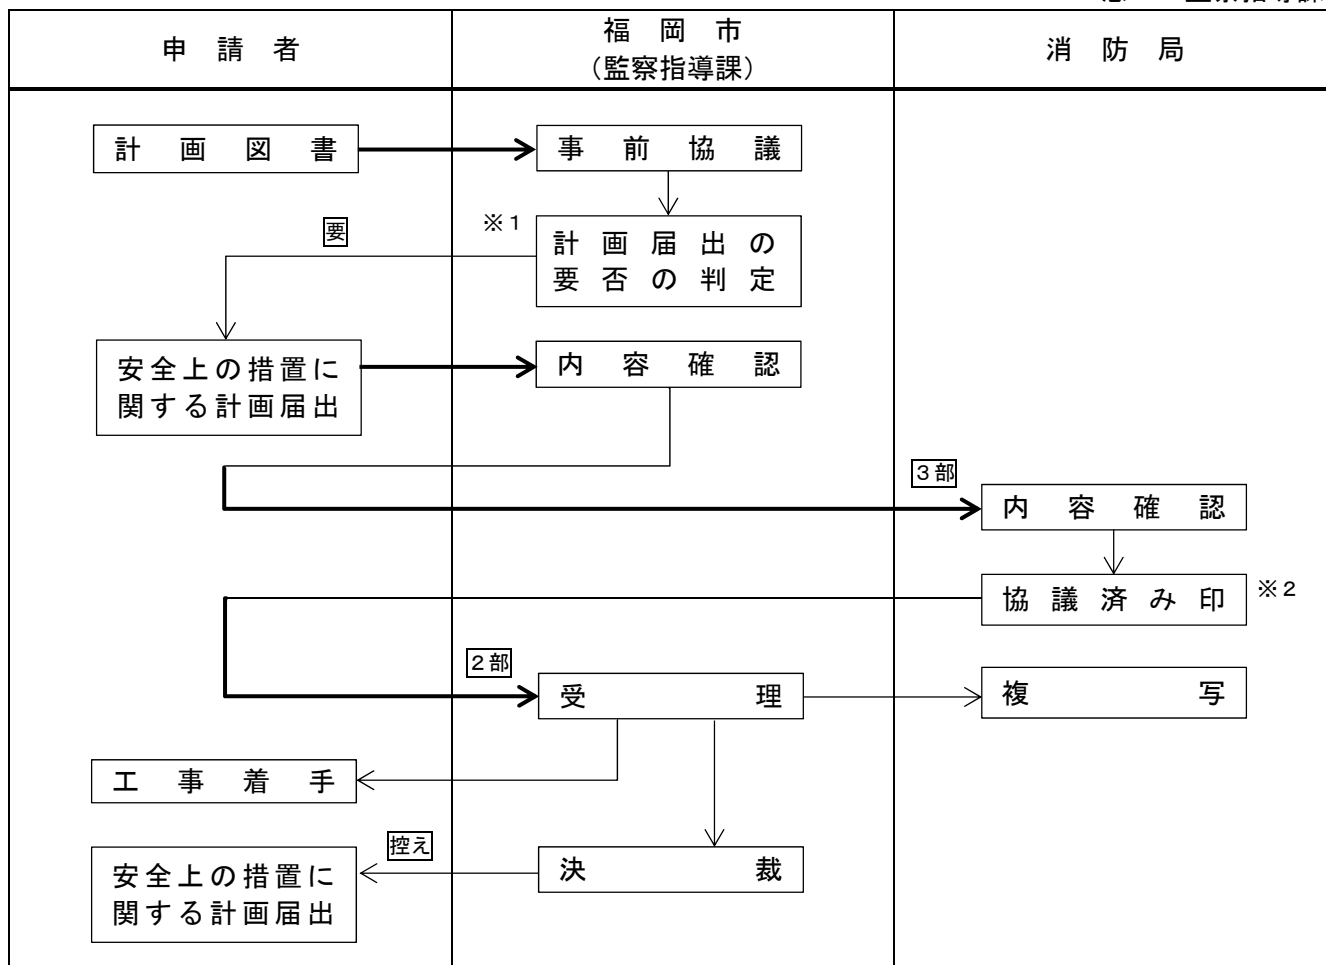 申請者
福岡市
（監察指導課）
消防局
計画図書
事前協議
※１
計画届出の
要否の判定
要
安全上の措置に
関する計画届出
内容確認
３部
内容確認
協議済み印
※２
２部
受理
複写
工事着手
決裁
控え
安全上の措置に
関する計画届出